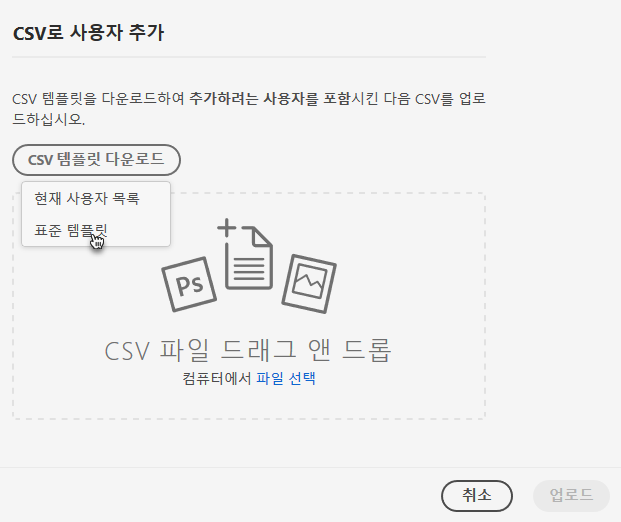 CSV로 사용자 추가
CSV 템플릿을 다운로드하여 추가하려는 사용자를 포함시킨 다음 CSV를 업로
드하십시오.
CSV 템플릿 다운로드
현재 사용자 목록
표준 템플릿
Ps
CSV 파일 드래그 앤 드롭
컴퓨터에서 파일 선택
취소
업로드